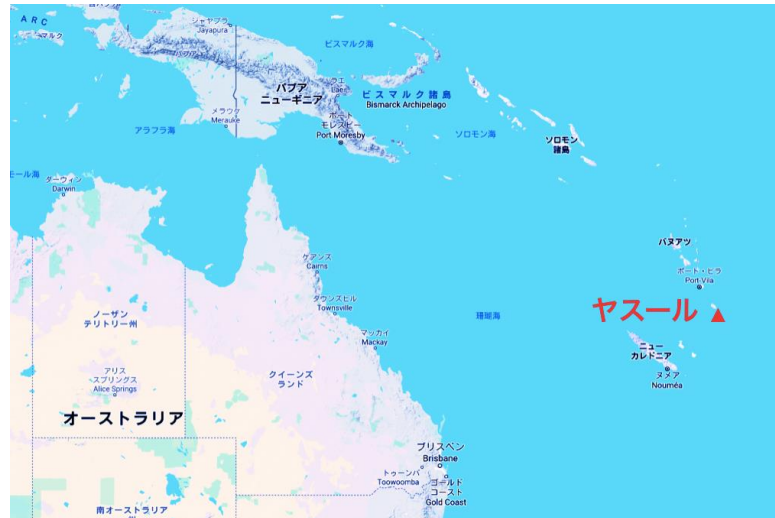 ARC
マルク
ジャヤプラ
Jayapura
ビスマルク海
パプア
ニューギニア
ラエ
Lae
ビスマルク諸島
Bismarck Archipelago
メラウケ
Merauke
アラフラ海
ポート
モレスビー
Port Moresby
ソロモン海
ソロモン
諸島
モール海
ダーウィン
Darwin
バヌアツ
ケアンズ
Cairns
ポート・ビラ
Port-Vila
タウンズビル
Townsville
ノーザン
テリトリー州
珊瑚海
ヤスール ▲
マッカイ
Mackay
ニュー
カレドニア
アリス
スプリングス
Alice Springs
クイーンズ
ランド
ヌメア
Nouméa
オーストラリア
ブリスベン
Brisbane
トゥーンバ
Toowoomba
ゴールド
コースト
Gold Coast
南オーストラリア